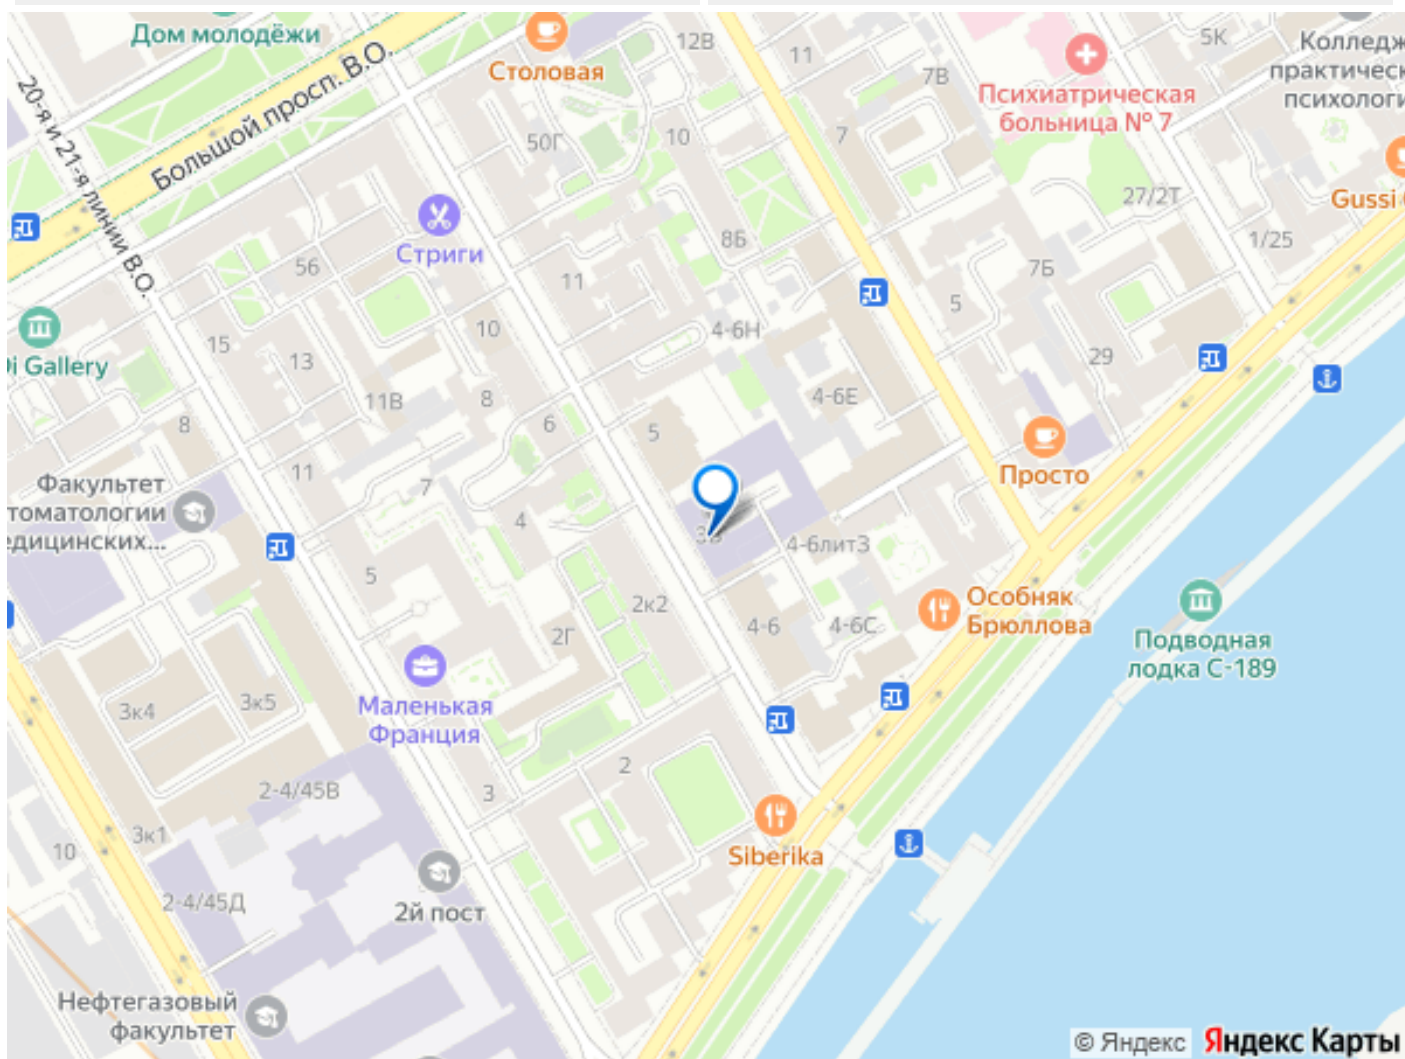 Дом молодёжи
Столовая
12В
11
5К
Колледж
практическ
психологи
7В
Психиатрическая
больница № 7
20-я и 21-я линии В.О.
Большой просп. В.О.
50Г
10
7
27/2Т
Gussi
Стриги
56
8Б
1/25
11
7Б
5
4-6Н
10
15
13
i Gallery
29
11В
8
4-6Е
8
6
5
Просто
11
Факультет
томатологии
едицинских...
7
4
4-6лит3
5
2к2
Особняк
Брюллова
2Г
4-6
4-6С
Подводная
лодка С-189
3к4
3к5
Маленькая
Франция
2
2-4/45В
3
3к1
10
Siberika
2-4/45Д
2й пост
Нефтегазовый
факультет
© Яндекс Яндекс Карты